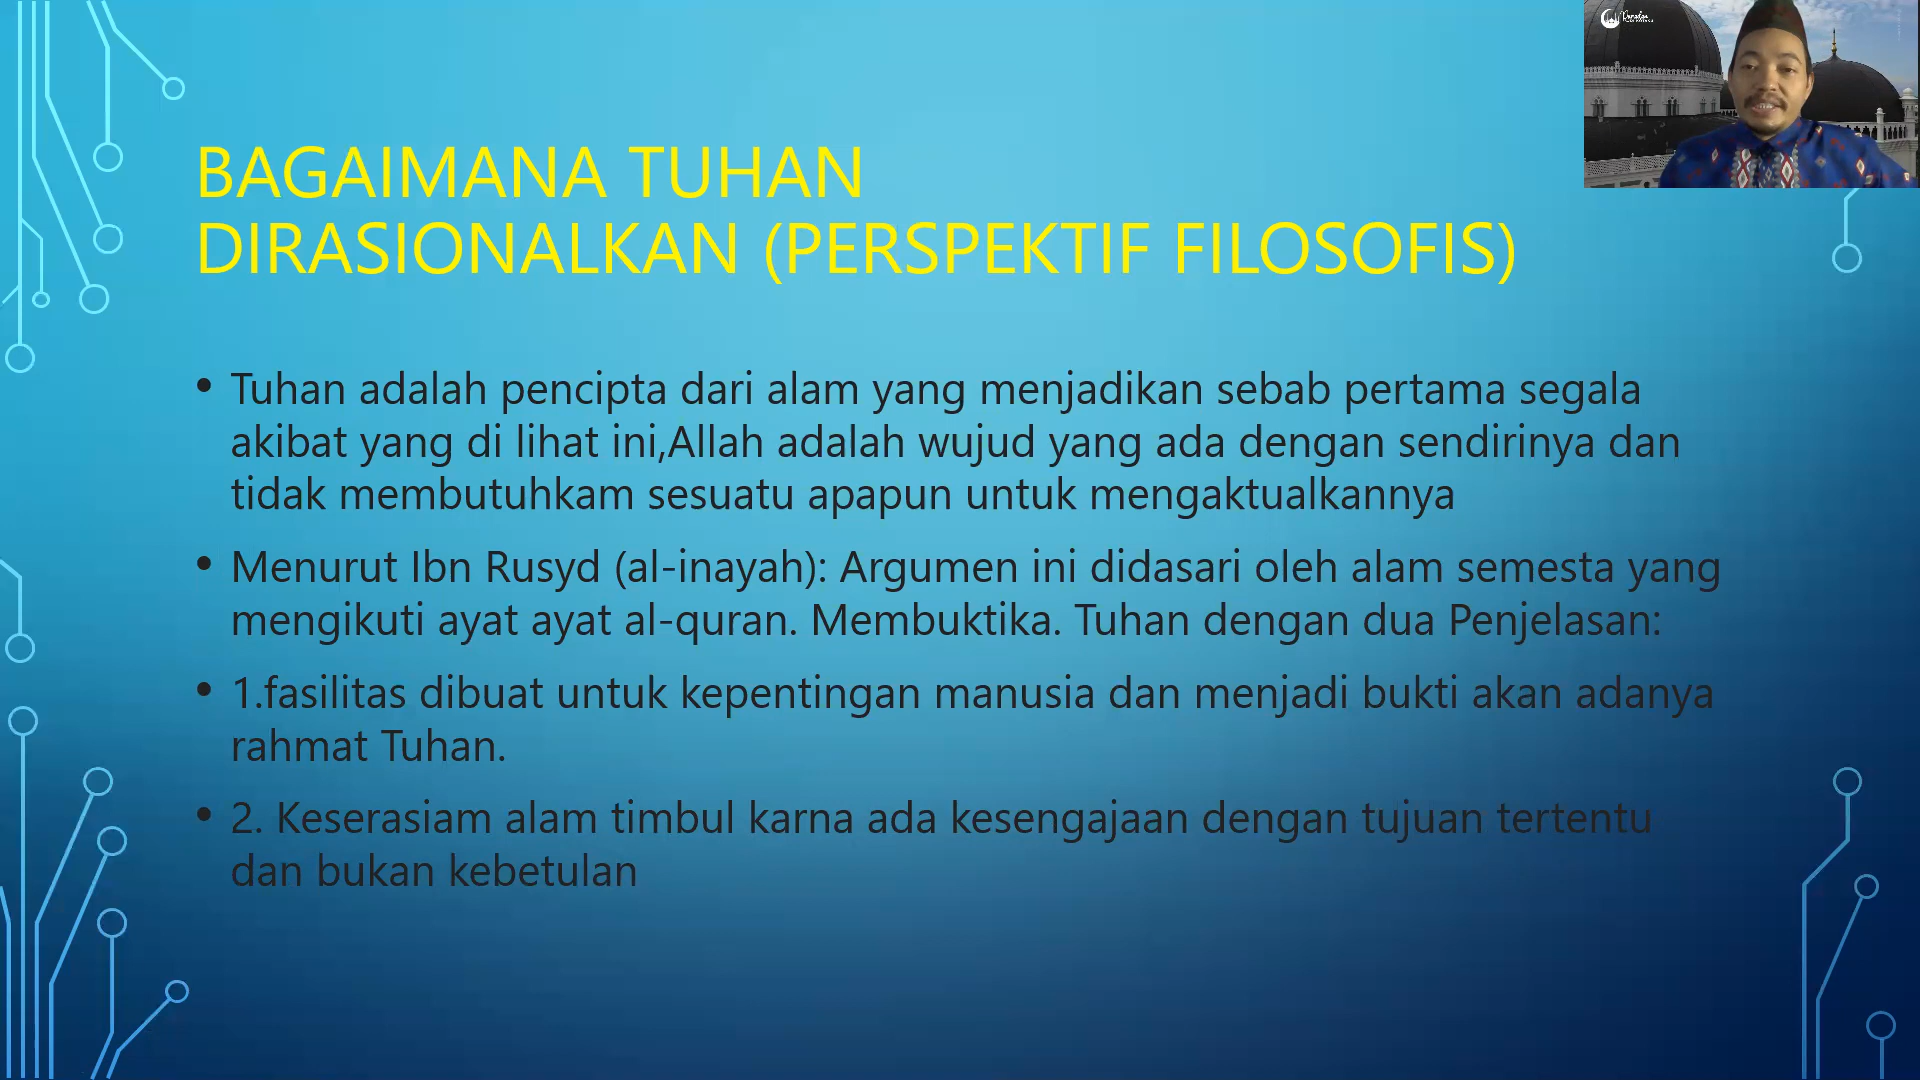 BAGAIMANA TUHAN
DIRASIONALKAN (PERSPEKTIF FILOSOFIS)
• Tuhan adalah pencipta dari alam yang menjadikan sebab pertama segala
akibat yang di lihat ini,Allah adalah wujud yang ada dengan sendirinya dan
tidak membutuhkam sesuatu apapun untuk mengaktualkannya
• Menurut Ibn Rusyd (al-inayah): Argumen ini didasari oleh alam semesta yang
mengikuti ayat ayat al-quran. Membuktika. Tuhan dengan dua Penjelasan:
• 1.fasilitas dibuat untuk kepentingan manusia dan menjadi bukti akan adanya
rahmat Tuhan.
• 2. Keserasiam alam timbul karna ada kesengajaan dengan tujuan tertentu
dan bukan kebetulan